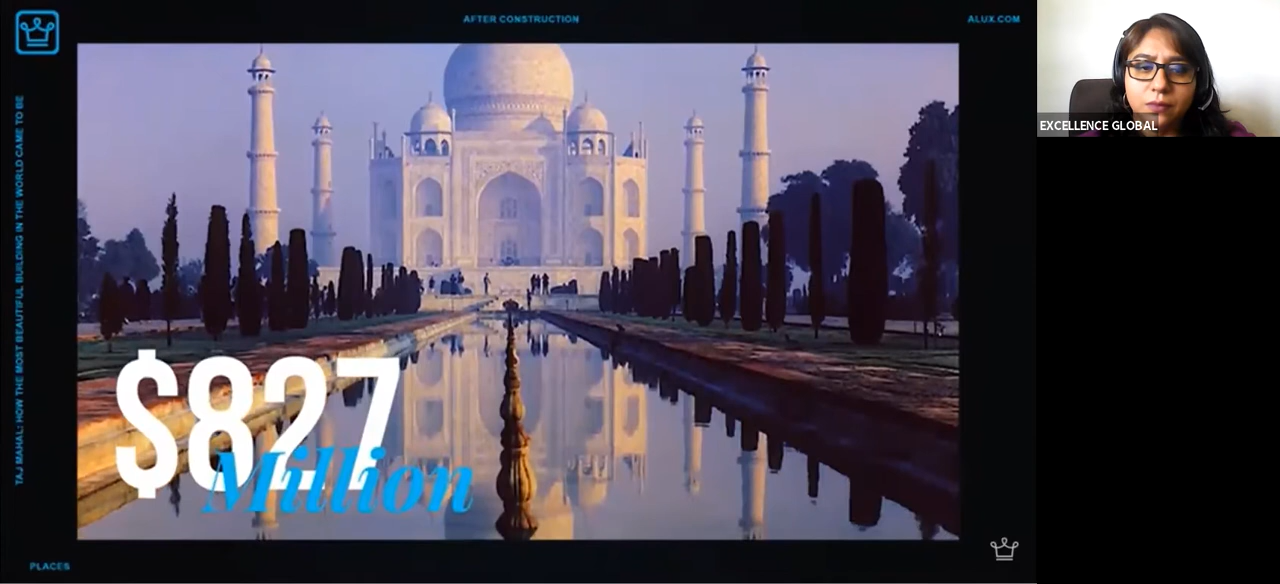 AFTER CONSTRUCTION
ALUX.COM
TAJ MAHAL: HOW THE MOST BEAUTIFUL BUILDING IN THE WORLD CAME TO BE
EXCELLENCE GLOBAL
$827
Million
PLACES